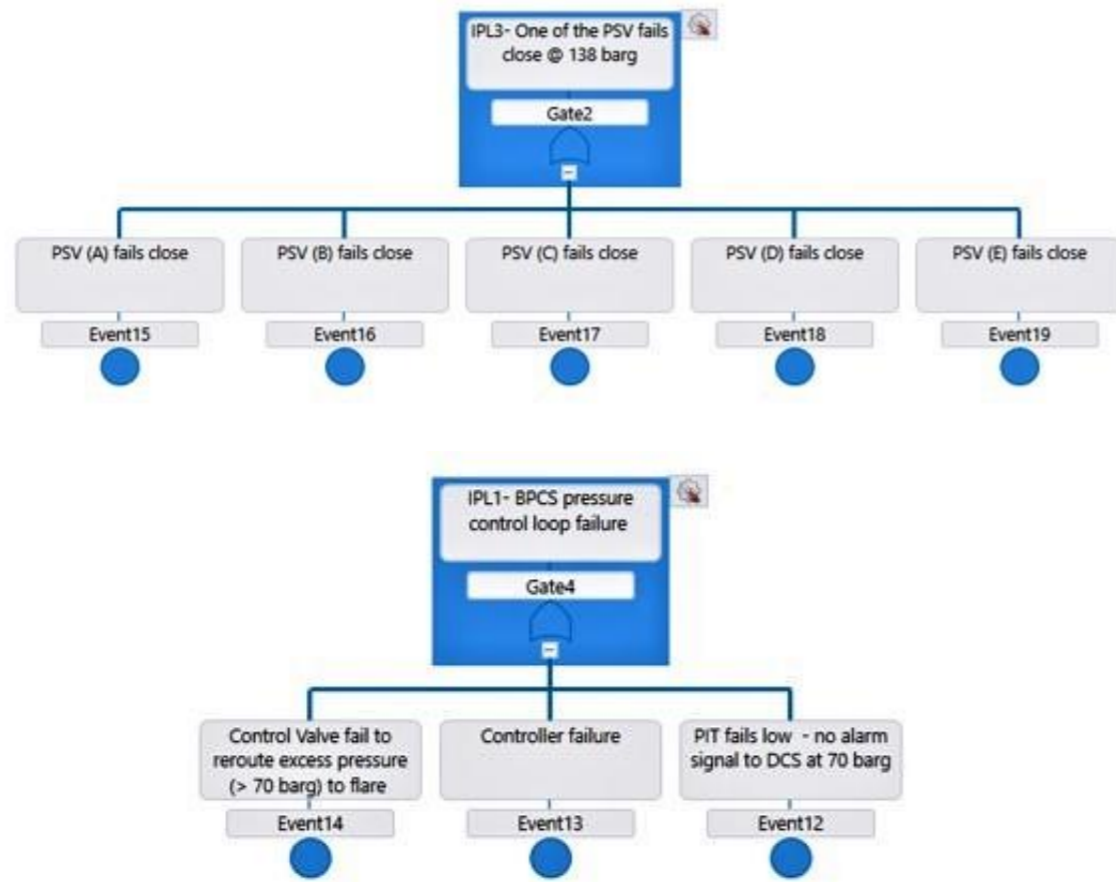 IPL3- One of the PSV fails
close @ 138 barg
Gate2
PSV (A) fails close
PSV (B) fails close
PSV (C) fails close
PSV (D) fails close
PSV (E) fails close
Event15
Event16
Event17
Event18
Event19
IPL1- BPCS pressure
control loop failure
Gate4
Control Valve fail to
reroute excess pressure
(> 70 barg) to flare
Controller failure
PIT fails low - no alarm
signal to DCS at 70 barg
Event14
Event13
Event12